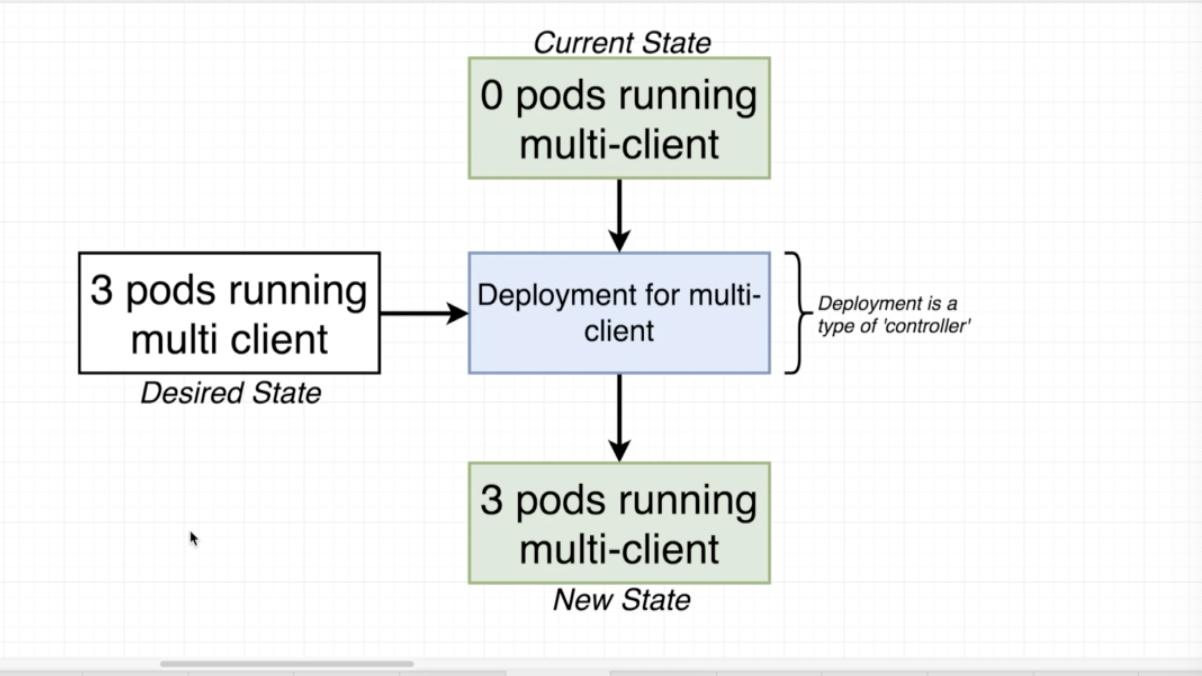 Current State
0 pods running
multi-client
3 pods running
multi client
Desired State
Deployment for multi-
client
Deployment is a
type of 'controller'
3 pods running
multi-client
New State